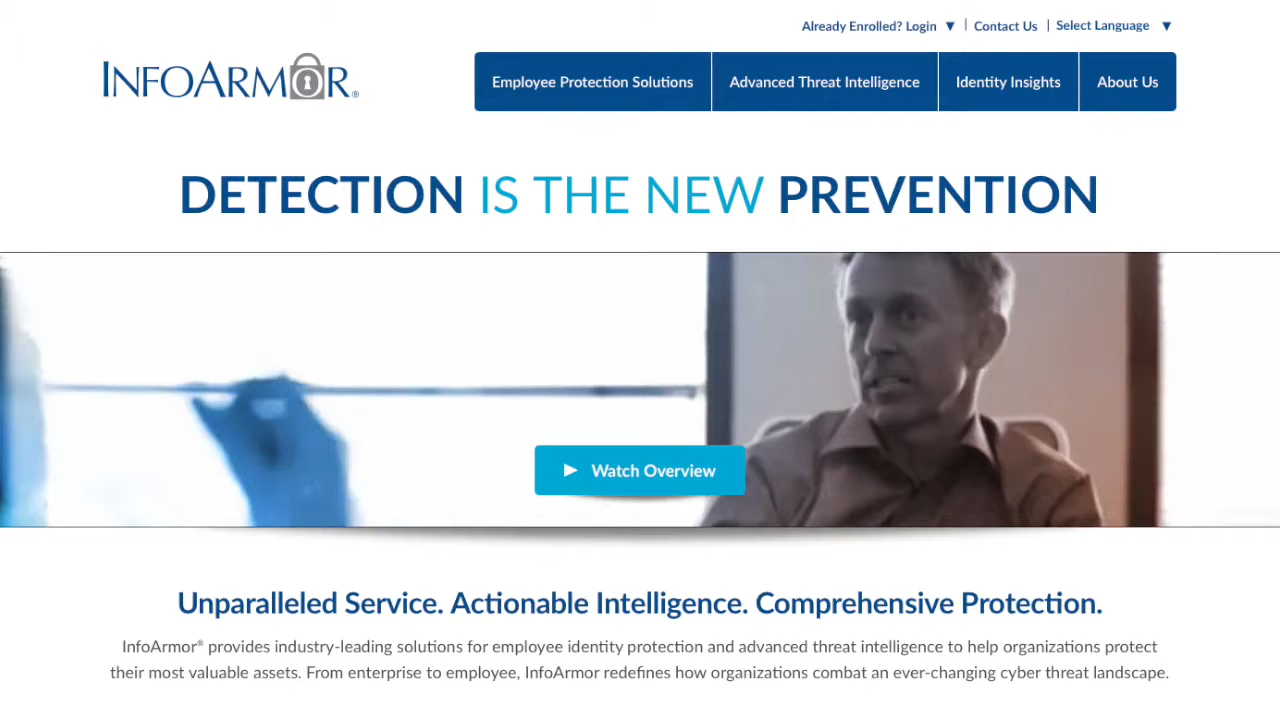 Already Enrolled? Login ▼ | Contact Us | Select Language ▼
INFOARMOR®
Employee Protection Solutions
Advanced Threat Intelligence
Identity Insights
About Us
DETECTION IS THE NEW PREVENTION
▶ Watch Overview
Unparalleled Service. Actionable Intelligence. Comprehensive Protection.
InfoArmor® provides industry-leading solutions for employee identity protection and advanced threat intelligence to help organizations protect
their most valuable assets. From enterprise to employee, InfoArmor redefines how organizations combat an ever-changing cyber threat landscape.